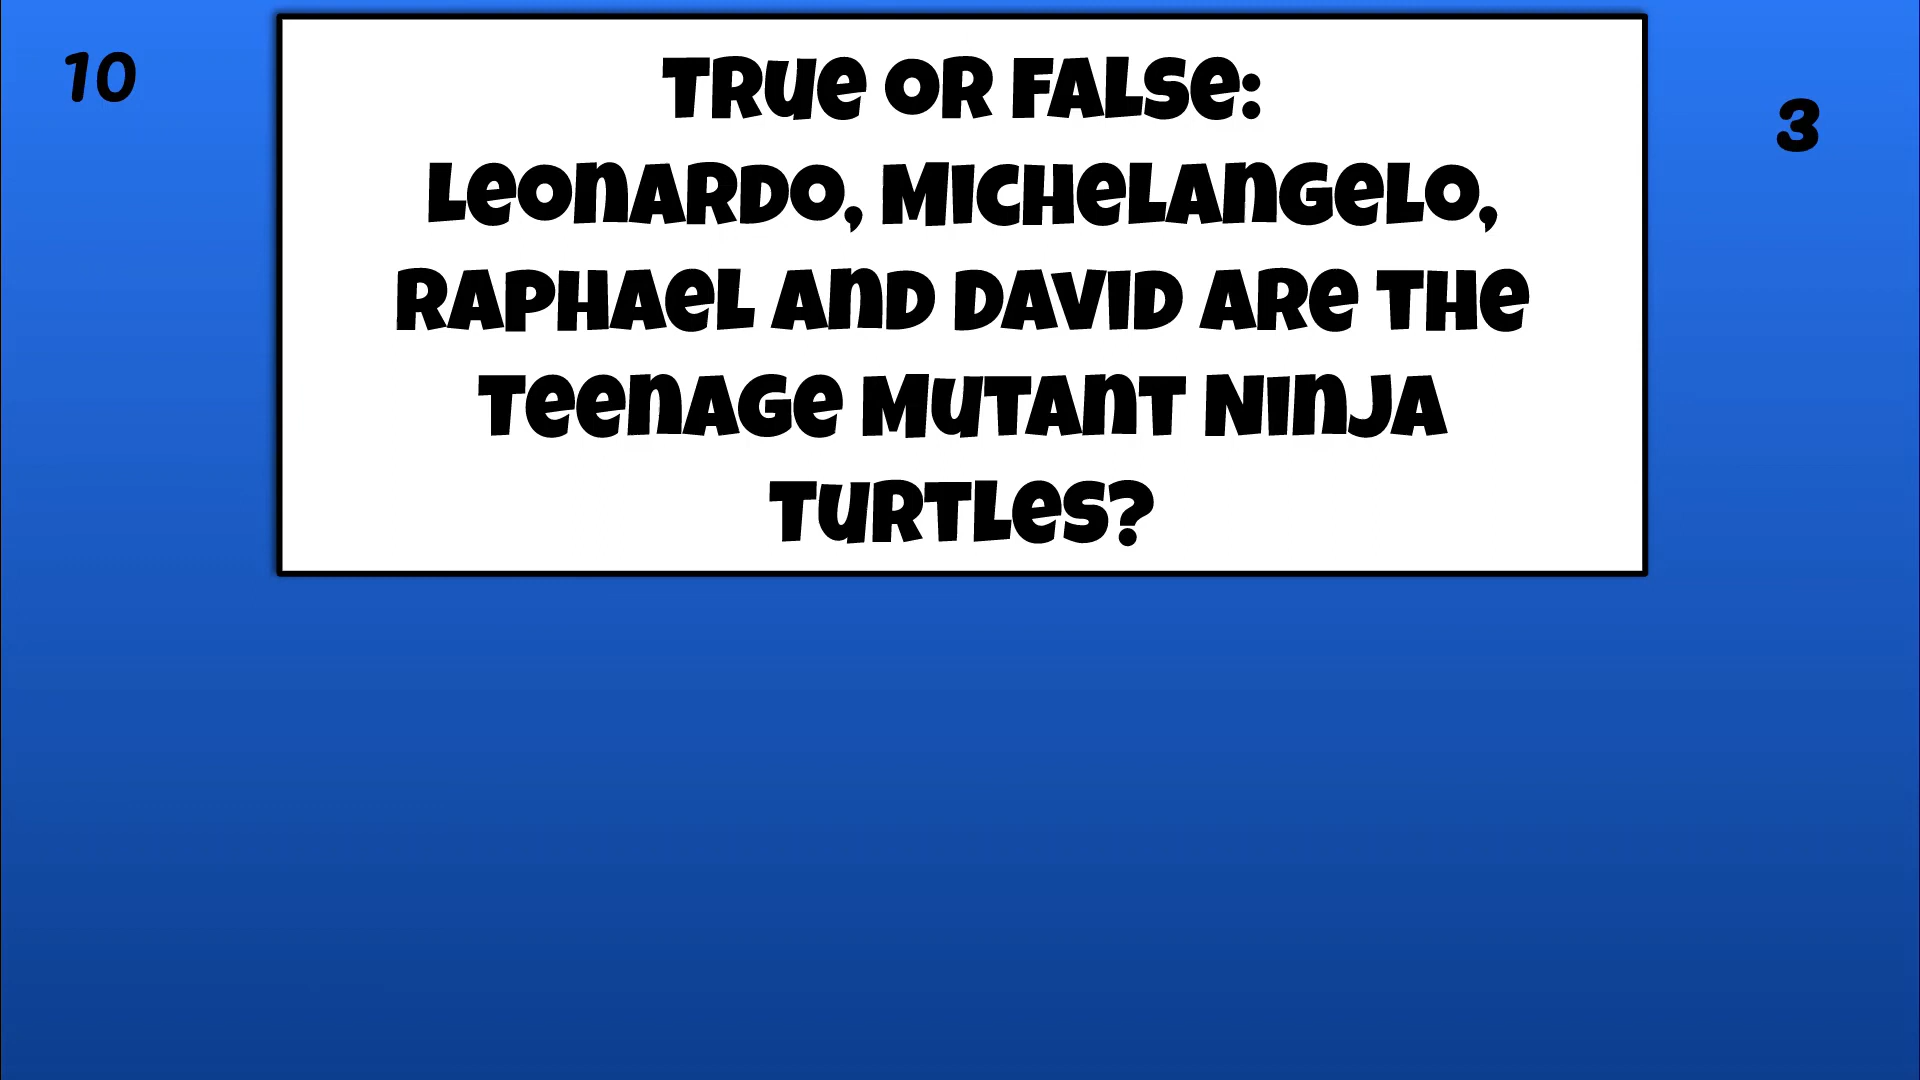 10
3
True or False:
Leonardo, Michelangelo,
Raphael and David are the
Teenage Mutant Ninja
Turtles?